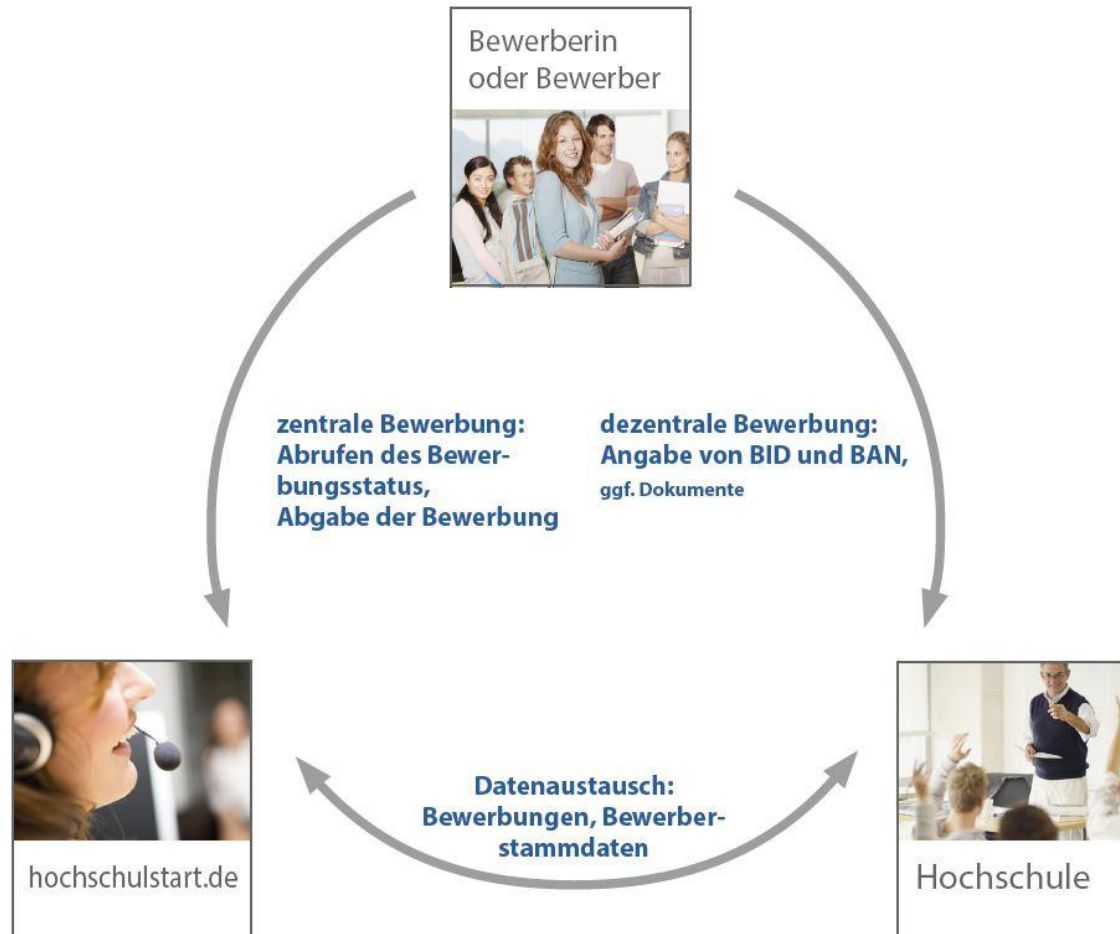 Bewerberin
oder Bewerber
zentrale Bewerbung:
Abrufen des Bewer-
bungsstatus,
Abgabe der Bewerbung
dezentrale Bewerbung:
Angabe von BID und BAN,
ggf. Dokumente
Datenaustausch:
Bewerbungen, Bewerber-
stammdaten
hochschulstart.de
Hochschule